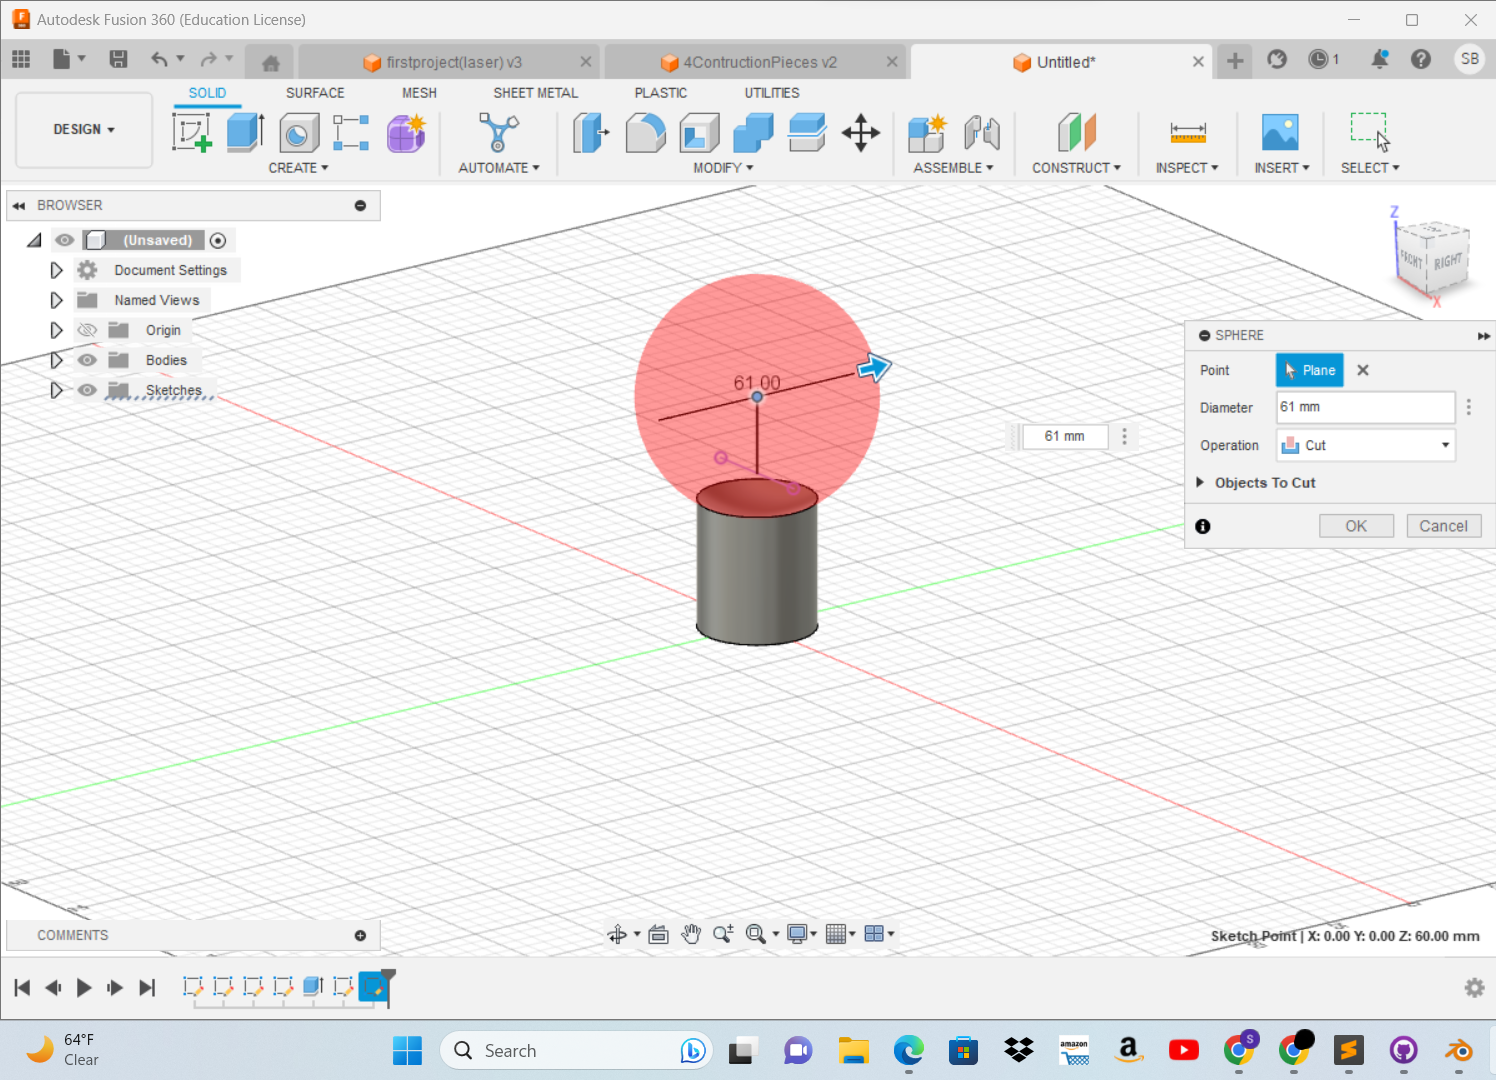 Autodesk Fusion 360 (Education License)
firstproject(laser) v3
4ContructionPieces v2
Untitled*
1
SB
DESIGN
SOLID
SURFACE
MESH
SHEET METAL
PLASTIC
UTILITIES
CREATE
AUTOMATE
MODIFY
ASSEMBLE
CONSTRUCT
INSPECT
INSERT
SELECT
BROWSER
(Unsaved)
Document Settings
Named Views
Origin
Bodies
Sketches
Z
FRONT
RIGHT
X
61.00
61 mm
SPHERE
Point
Plane
Diameter
61 mm
Operation
Cut
Objects To Cut
OK
Cancel
COMMENTS
Sketch Point | X: 0.00 Y: 0.00 Z: 60.00 mm
64°F
Clear
Search
S
amazon
a